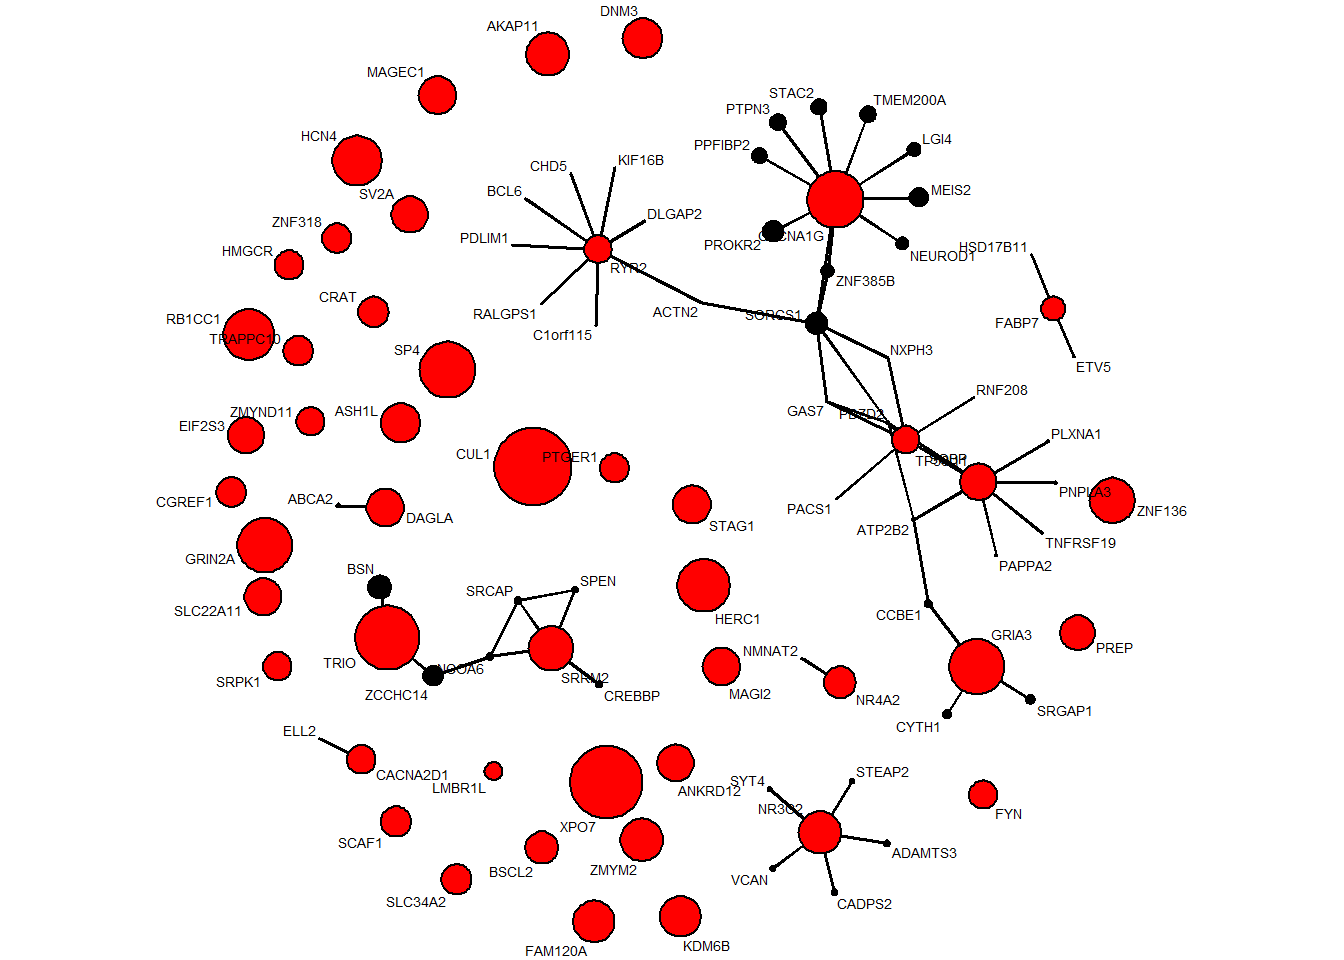 DNM3
AKAP11
MAGEC1
STAC2
TMEM200A
PTPN3
HCN4
LGI4
PPFIBP2
KIF16B
CHD5
SV2A
BCL6
MEIS2
DLGAP2
ZNF318
PDLIM1
CACNA1G
PROKR2
HMGCR
NEUROD1
HSD17B11
RYR2
ZNF385B
CRAT
RB1CC1
RALGPS1
ACTN2
SORCS1
FABP7
C1orf115
TRAPPC10
SP4
NXPH3
ETV5
RNF208
ZMYND11
ASH1L
GAS7
PDZD2
EIF2S3
PLXNA1
CUL1
PTGER1
PNPLA3
CGREF1
ABCA2
DAGLA
STAG1
PACS1
ZNF136
ATP2B2
TNFRSF19
GRIN2A
PAPPA2
BSN
SPEN
SRCAP
SLC22A11
HERC1
CCBE1
GRIA3
PREP
TRIO
NCOA6
SRRM2
NMNAT2
SRPK1
ZCCHC14
CREBBP
MAGI2
NR4A2
SRGAP1
CYTH1
ELL2
CACNA2D1
LMBR1L
ANKRD12
SYT4
STEAP2
NR3C2
FYN
XPO7
SCAF1
BSCL2
ZMYM2
ADAMTS3
VCAN
SLC34A2
CADPS2
FAM120A
KDM6B